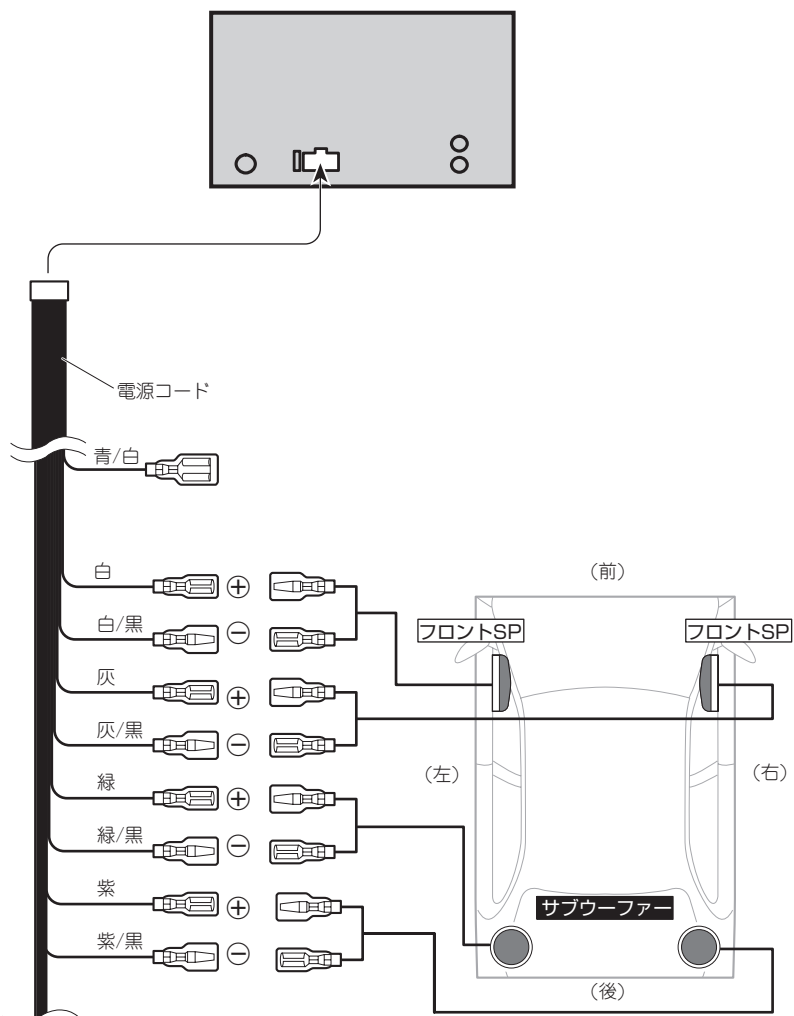 電源コード
青/白
白
⊕
(前)
白/黒
⊖
フロントSP
フロントSP
灰
⊕
灰/黒
⊖
(左)
(右)
緑
⊕
緑/黒
⊖
紫
⊕
サブウーファー
紫/黒
⊖
(後)